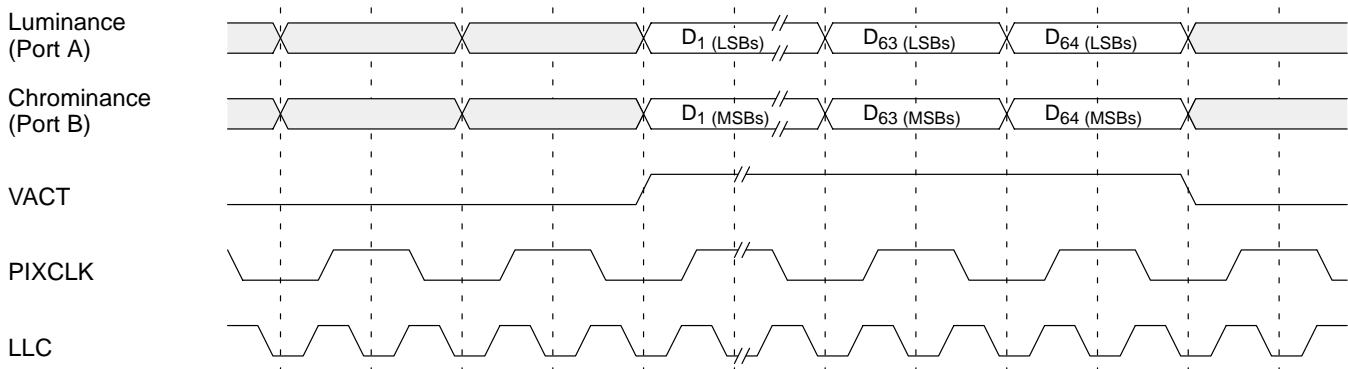 Luminance
(Port A)
D1 (LSBs) D63 (LSBs) D64 (LSBs)
Chrominance
(Port B)
D1 (MSBs) D63 (MSBs) D64 (MSBs)
VACT
PIXCLK
LLC